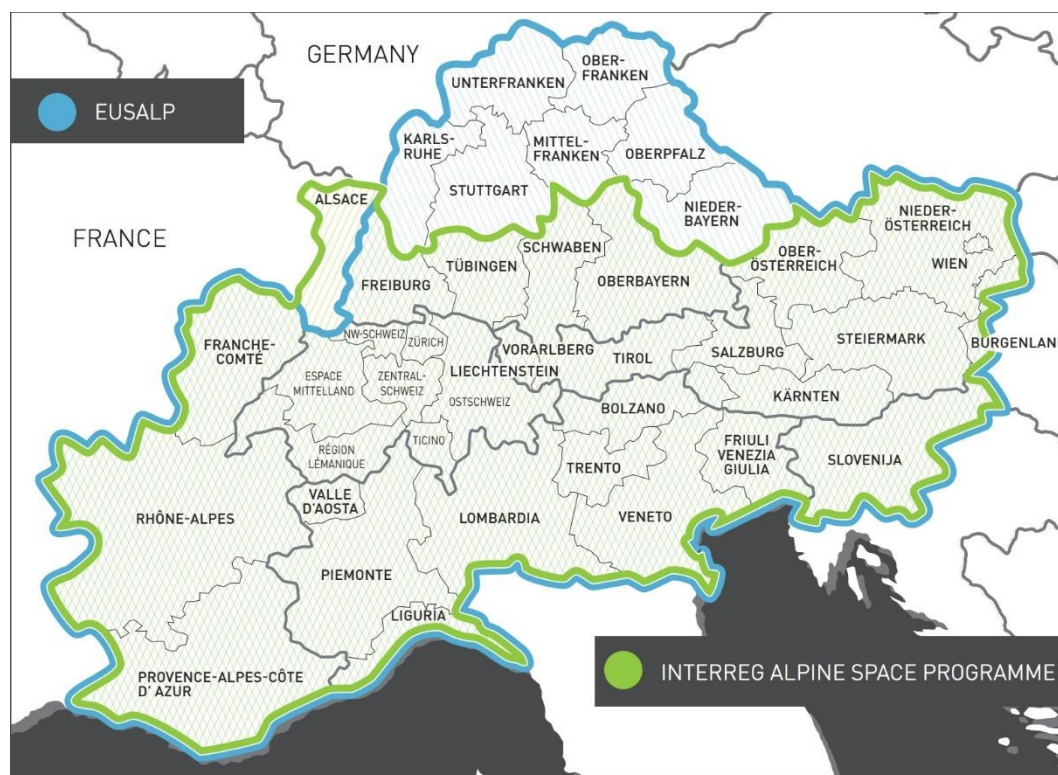 GERMANY
EUSALP
UNTERFRANKEN
OBER-
FRANKEN
KARLS-
RUHE
MITTEL-
FRANKEN
OBERPFALZ
STUTTGART
NIEDER-
BAYERN
ALSACE
FRANCE
NIEDER-
ÖSTERREICH
SCHWABEN
OBER-
ÖSTERREICH
WIEN
TÜBINGEN
OBERBAYERN
FREIBURG
FRANCHE-
COMTÉ
NW-SCHWEIZ
ZÜRICH
VORARLBERG
TIROL
SALZBURG
STEIERMARK
BURGENLAND
ESPACE
MITTELLAND
ZENTRAL-
SCHWEIZ
LIECHTENSTEIN
OSTSCHWEIZ
KÄRNTEN
BOLZANO
RÉGION
LÉMANIQUE
TICINO
TRENTO
FRIULI
VENEZIA
GIULIA
SLOVENIJA
VALLE
D'AOSTA
RHÔNE-ALPES
LOMBARDIA
VENETO
PIEMONTE
LIGURIA
PROVENCE-ALPES-CÔTE
D' AZUR
INTERREG ALPINE SPACE PROGRAMME